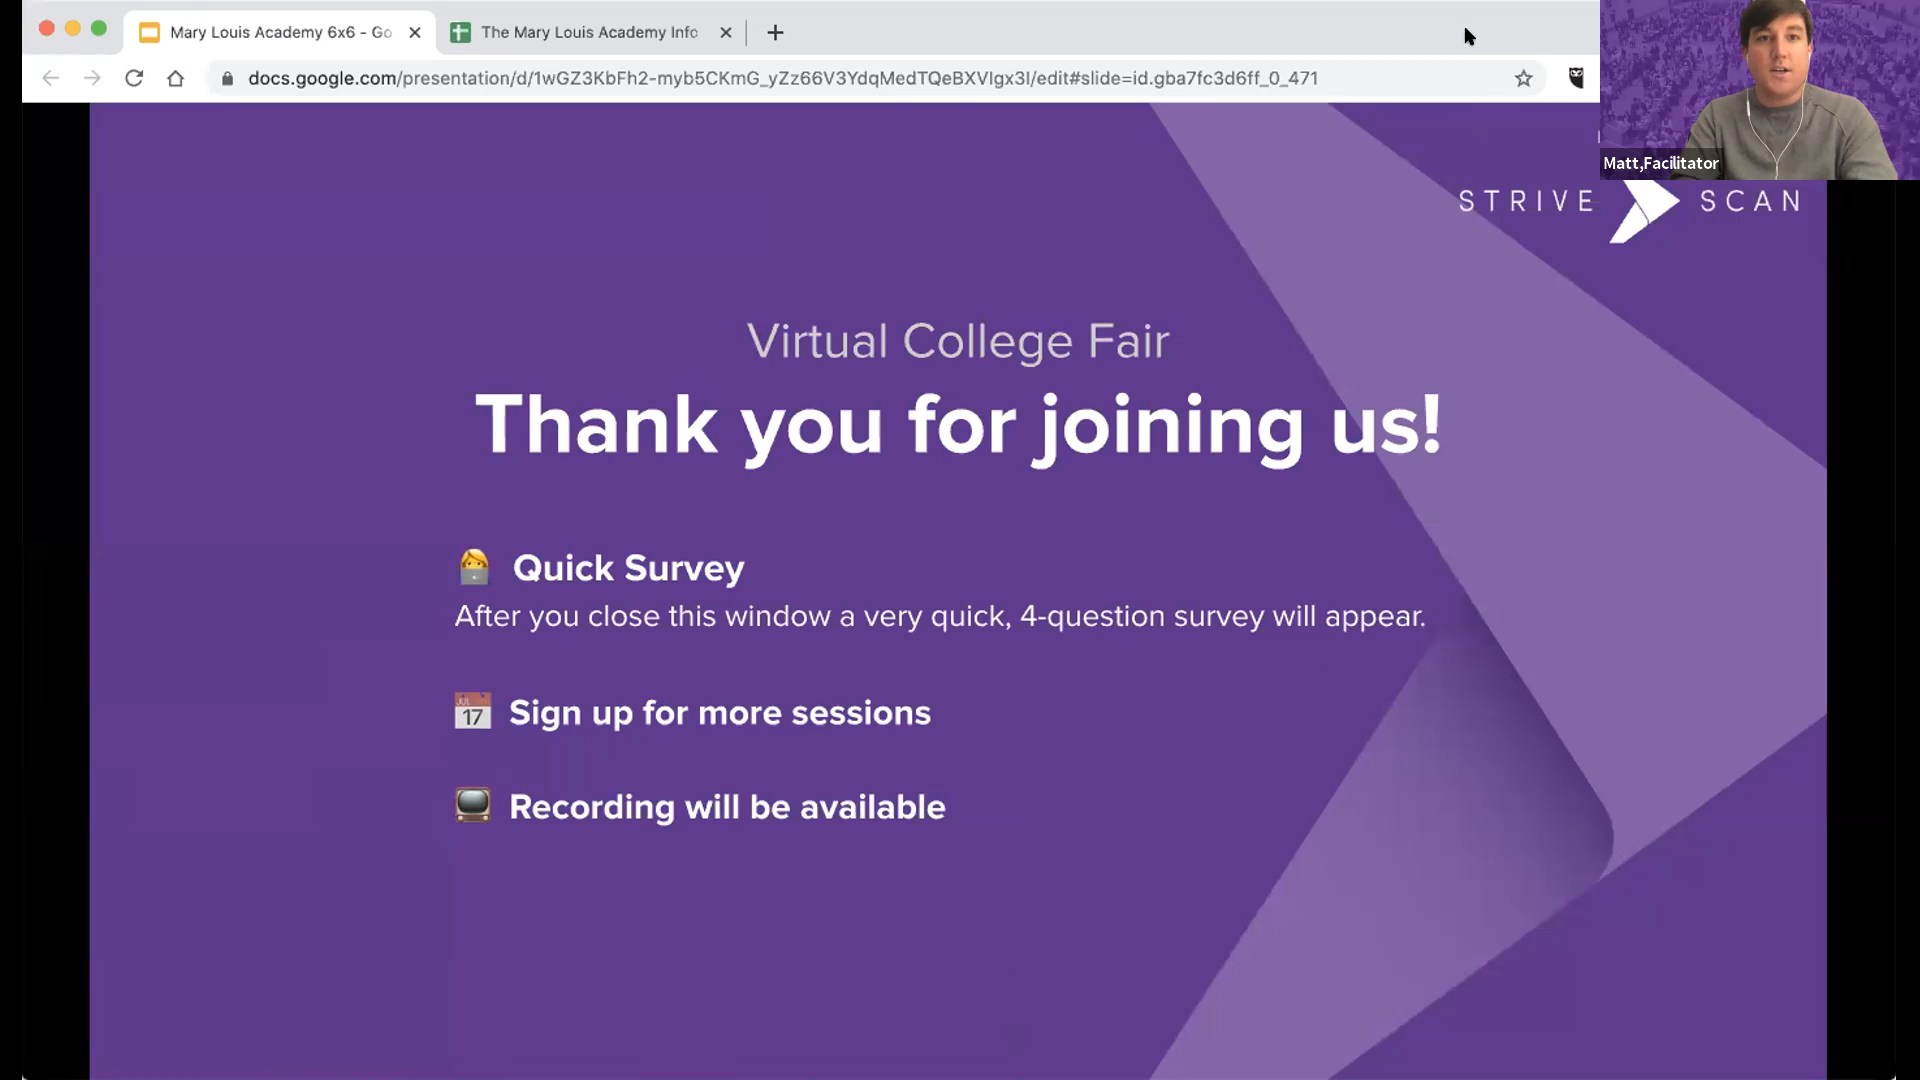 Mary Louis Academy 6x6 - Go
The Mary Louis Academy Info
docs.google.com/presentation/d/1wGZ3KbFh2-myb5CKmG_yZz66V3YdqMedTQeBXVIgx3I/edit#slide=id.gba7fc3d6ff_0_471
Matt,Facilitator
STRIVE SCAN
Virtual College Fair
Thank you for joining us!
Quick Survey
After you close this window a very quick, 4-question survey will appear.
JUL
17
Sign up for more sessions
Recording will be available